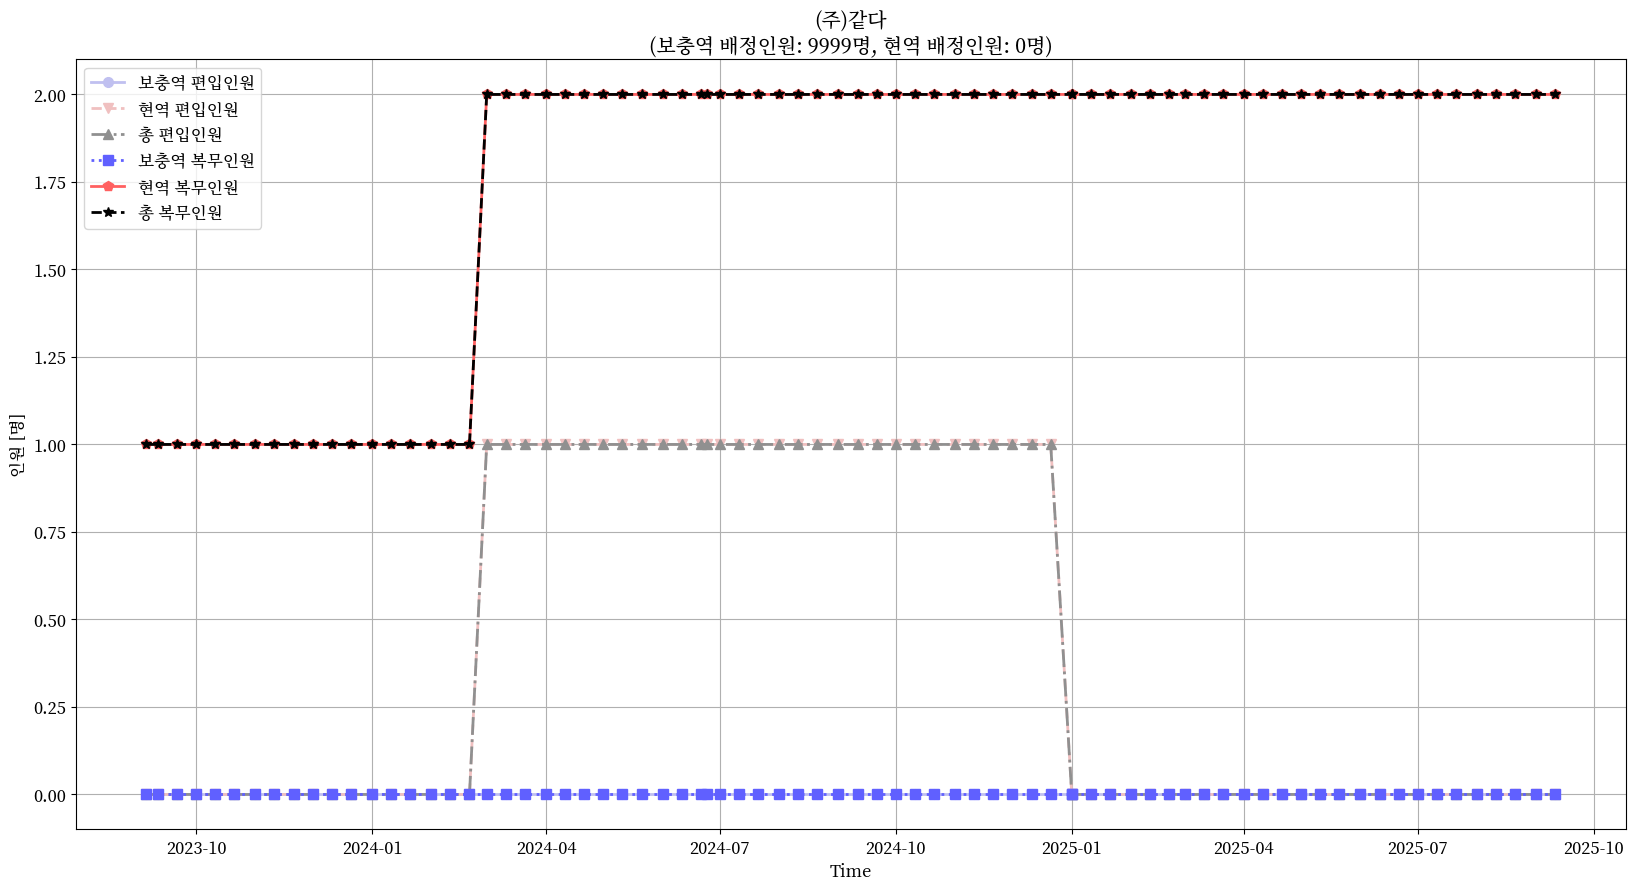 (주)같다
(보충역 배정인원: 9999명, 현역 배정인원: 0명)
보충역 편입인원
현역 편입인원
총 편입인원
보충역 복무인원
현역 복무인원
총 복무인원
2.00
1.75
1.50
1.25
1.00
0.75
0.50
0.25
0.00
인원 [명]
2023-10
2024-01
2024-04
2024-07
2024-10
2025-01
2025-04
2025-07
2025-10
Time